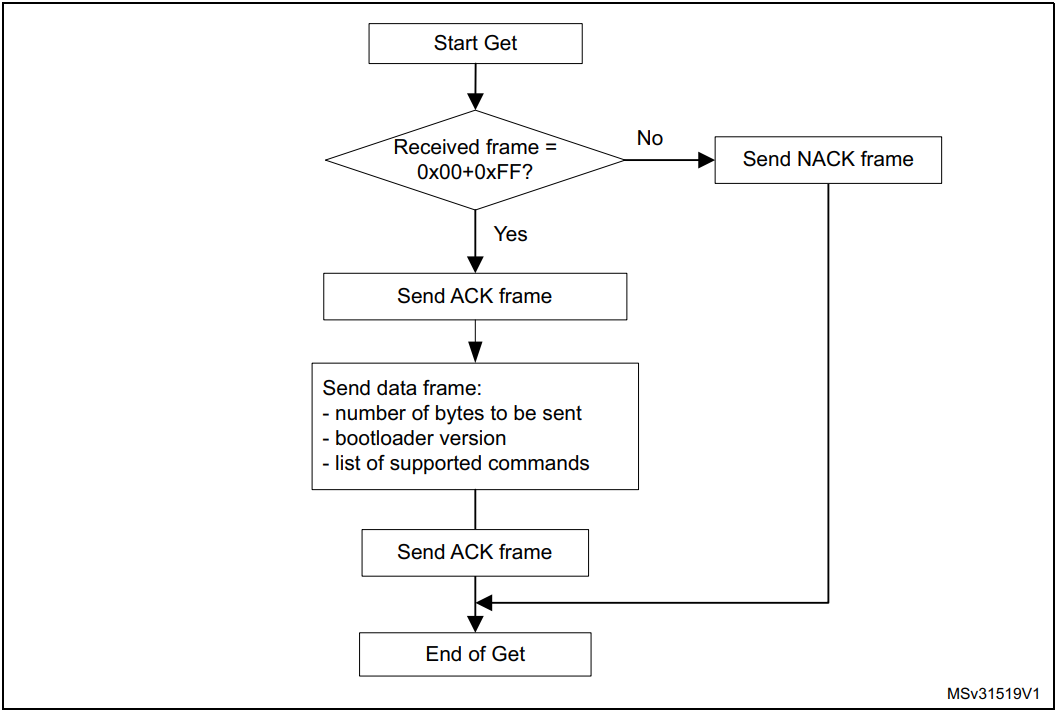 Start Get
Received frame =
0x00+0xFF?
No
Send NACK frame
Yes
Send ACK frame
Send data frame:
- number of bytes to be sent
- bootloader version
- list of supported commands
Send ACK frame
End of Get
MSv31519V1